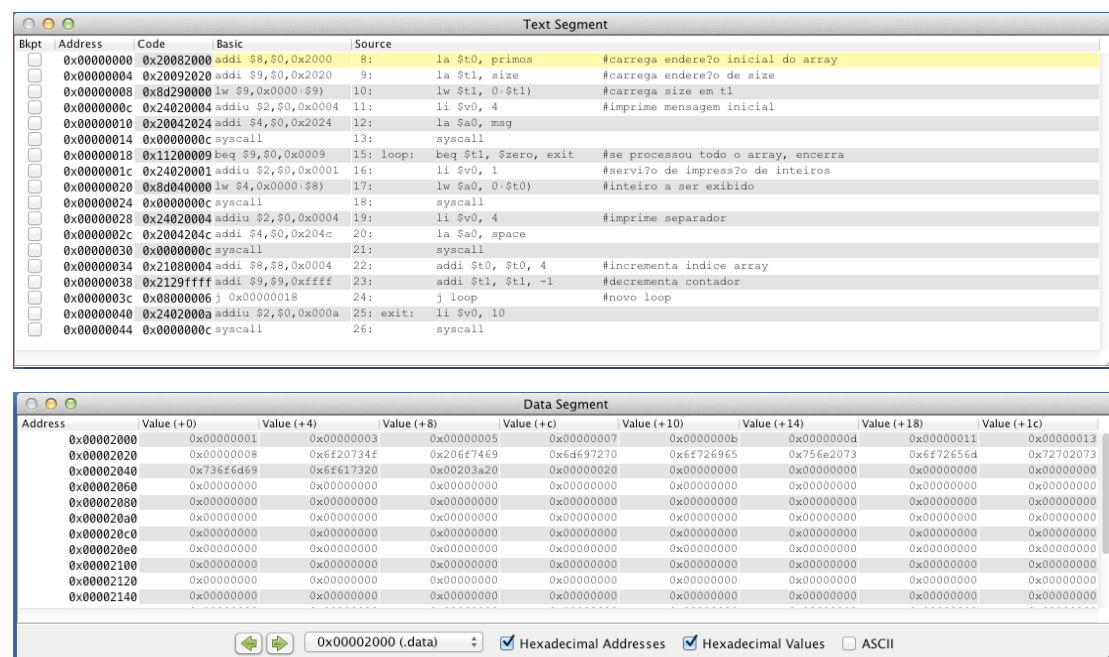 Text Segment
Bkpt Address Code Basic Source
0x00000000 0x20082000 addi $8,$0,0x2000 8: la $t0, primos #carrega endere?o inicial do array
0x00000004 0x20092020 addi $9,$0,0x2020 9: la $t1, size #carrega endere?o de size
0x00000008 0x8d290000 lw $9,0x0000($9) 10: lw $t1, 0($t1) #carrega size em t1
0x0000000c 0x24020004 addiu $2,$0,0x0004 11: li $v0, 4 #imprime mensagem inicial
0x00000010 0x20042024 addi $4,$0,0x2024 12: la $a0, msg
0x00000014 0x0000000c syscall 13: syscall
0x00000018 0x11200009 beq $9,$0,0x0009 15: loop: beq $t1, $zero, exit #se processou todo o array, encerra
0x0000001c 0x24020001 addiu $2,$0,0x0001 16: li $v0, 1 #servi?o de impress?o de inteiros
0x00000020 0x8d040000 lw $4,0x0000($8) 17: lw $a0, 0($t0) #inteiro a ser exibido
0x00000024 0x0000000c syscall 18: syscall
0x00000028 0x24020004 addiu $2,$0,0x0004 19: li $v0, 4 #imprime separador
0x0000002c 0x2004204c addi $4,$0,0x204c 20: la $a0, space
0x00000030 0x0000000c syscall 21: syscall
0x00000034 0x21080004 addi $8,$8,0x0004 22: addi $t0, $t0, 4 #incrementa indice array
0x00000038 0x2129ffff addi $9,$9,0xffff 23: addi $t1, $t1, -1 #decrementa contador
0x0000003c 0x08000006 j 0x00000018 24: j loop #novo loop
0x00000040 0x2402000a addiu $2,$0,0x000a 25: exit: li $v0, 10
0x00000044 0x0000000c syscall 26: syscall
Data Segment
Address Value (+0) Value (+4) Value (+8) Value (+c) Value (+10) Value (+14) Value (+18) Value (+1c)
0x00002000 0x00000001 0x00000003 0x00000005 0x00000007 0x0000000b 0x0000000d 0x00000011 0x00000013
0x00002020 0x00000008 0x6f20734f 0x206f7469 0x6d697270 0x6f726965 0x756e2073 0x6f72656d 0x72702073
0x00002040 0x736f6d69 0x6f617320 0x00203a20 0x00000020 0x00000000 0x00000000 0x00000000 0x00000000
0x00002060 0x00000000 0x00000000 0x00000000 0x00000000 0x00000000 0x00000000 0x00000000 0x00000000
0x00002080 0x00000000 0x00000000 0x00000000 0x00000000 0x00000000 0x00000000 0x00000000 0x00000000
0x000020a0 0x00000000 0x00000000 0x00000000 0x00000000 0x00000000 0x00000000 0x00000000 0x00000000
0x000020c0 0x00000000 0x00000000 0x00000000 0x00000000 0x00000000 0x00000000 0x00000000 0x00000000
0x000020e0 0x00000000 0x00000000 0x00000000 0x00000000 0x00000000 0x00000000 0x00000000 0x00000000
0x00002100 0x00000000 0x00000000 0x00000000 0x00000000 0x00000000 0x00000000 0x00000000 0x00000000
0x00002120 0x00000000 0x00000000 0x00000000 0x00000000 0x00000000 0x00000000 0x00000000 0x00000000
0x00002140 0x00000000 0x00000000 0x00000000 0x00000000 0x00000000 0x00000000 0x00000000 0x00000000
0x00002000 (.data) Hexadecimal Addresses Hexadecimal Values ASCII